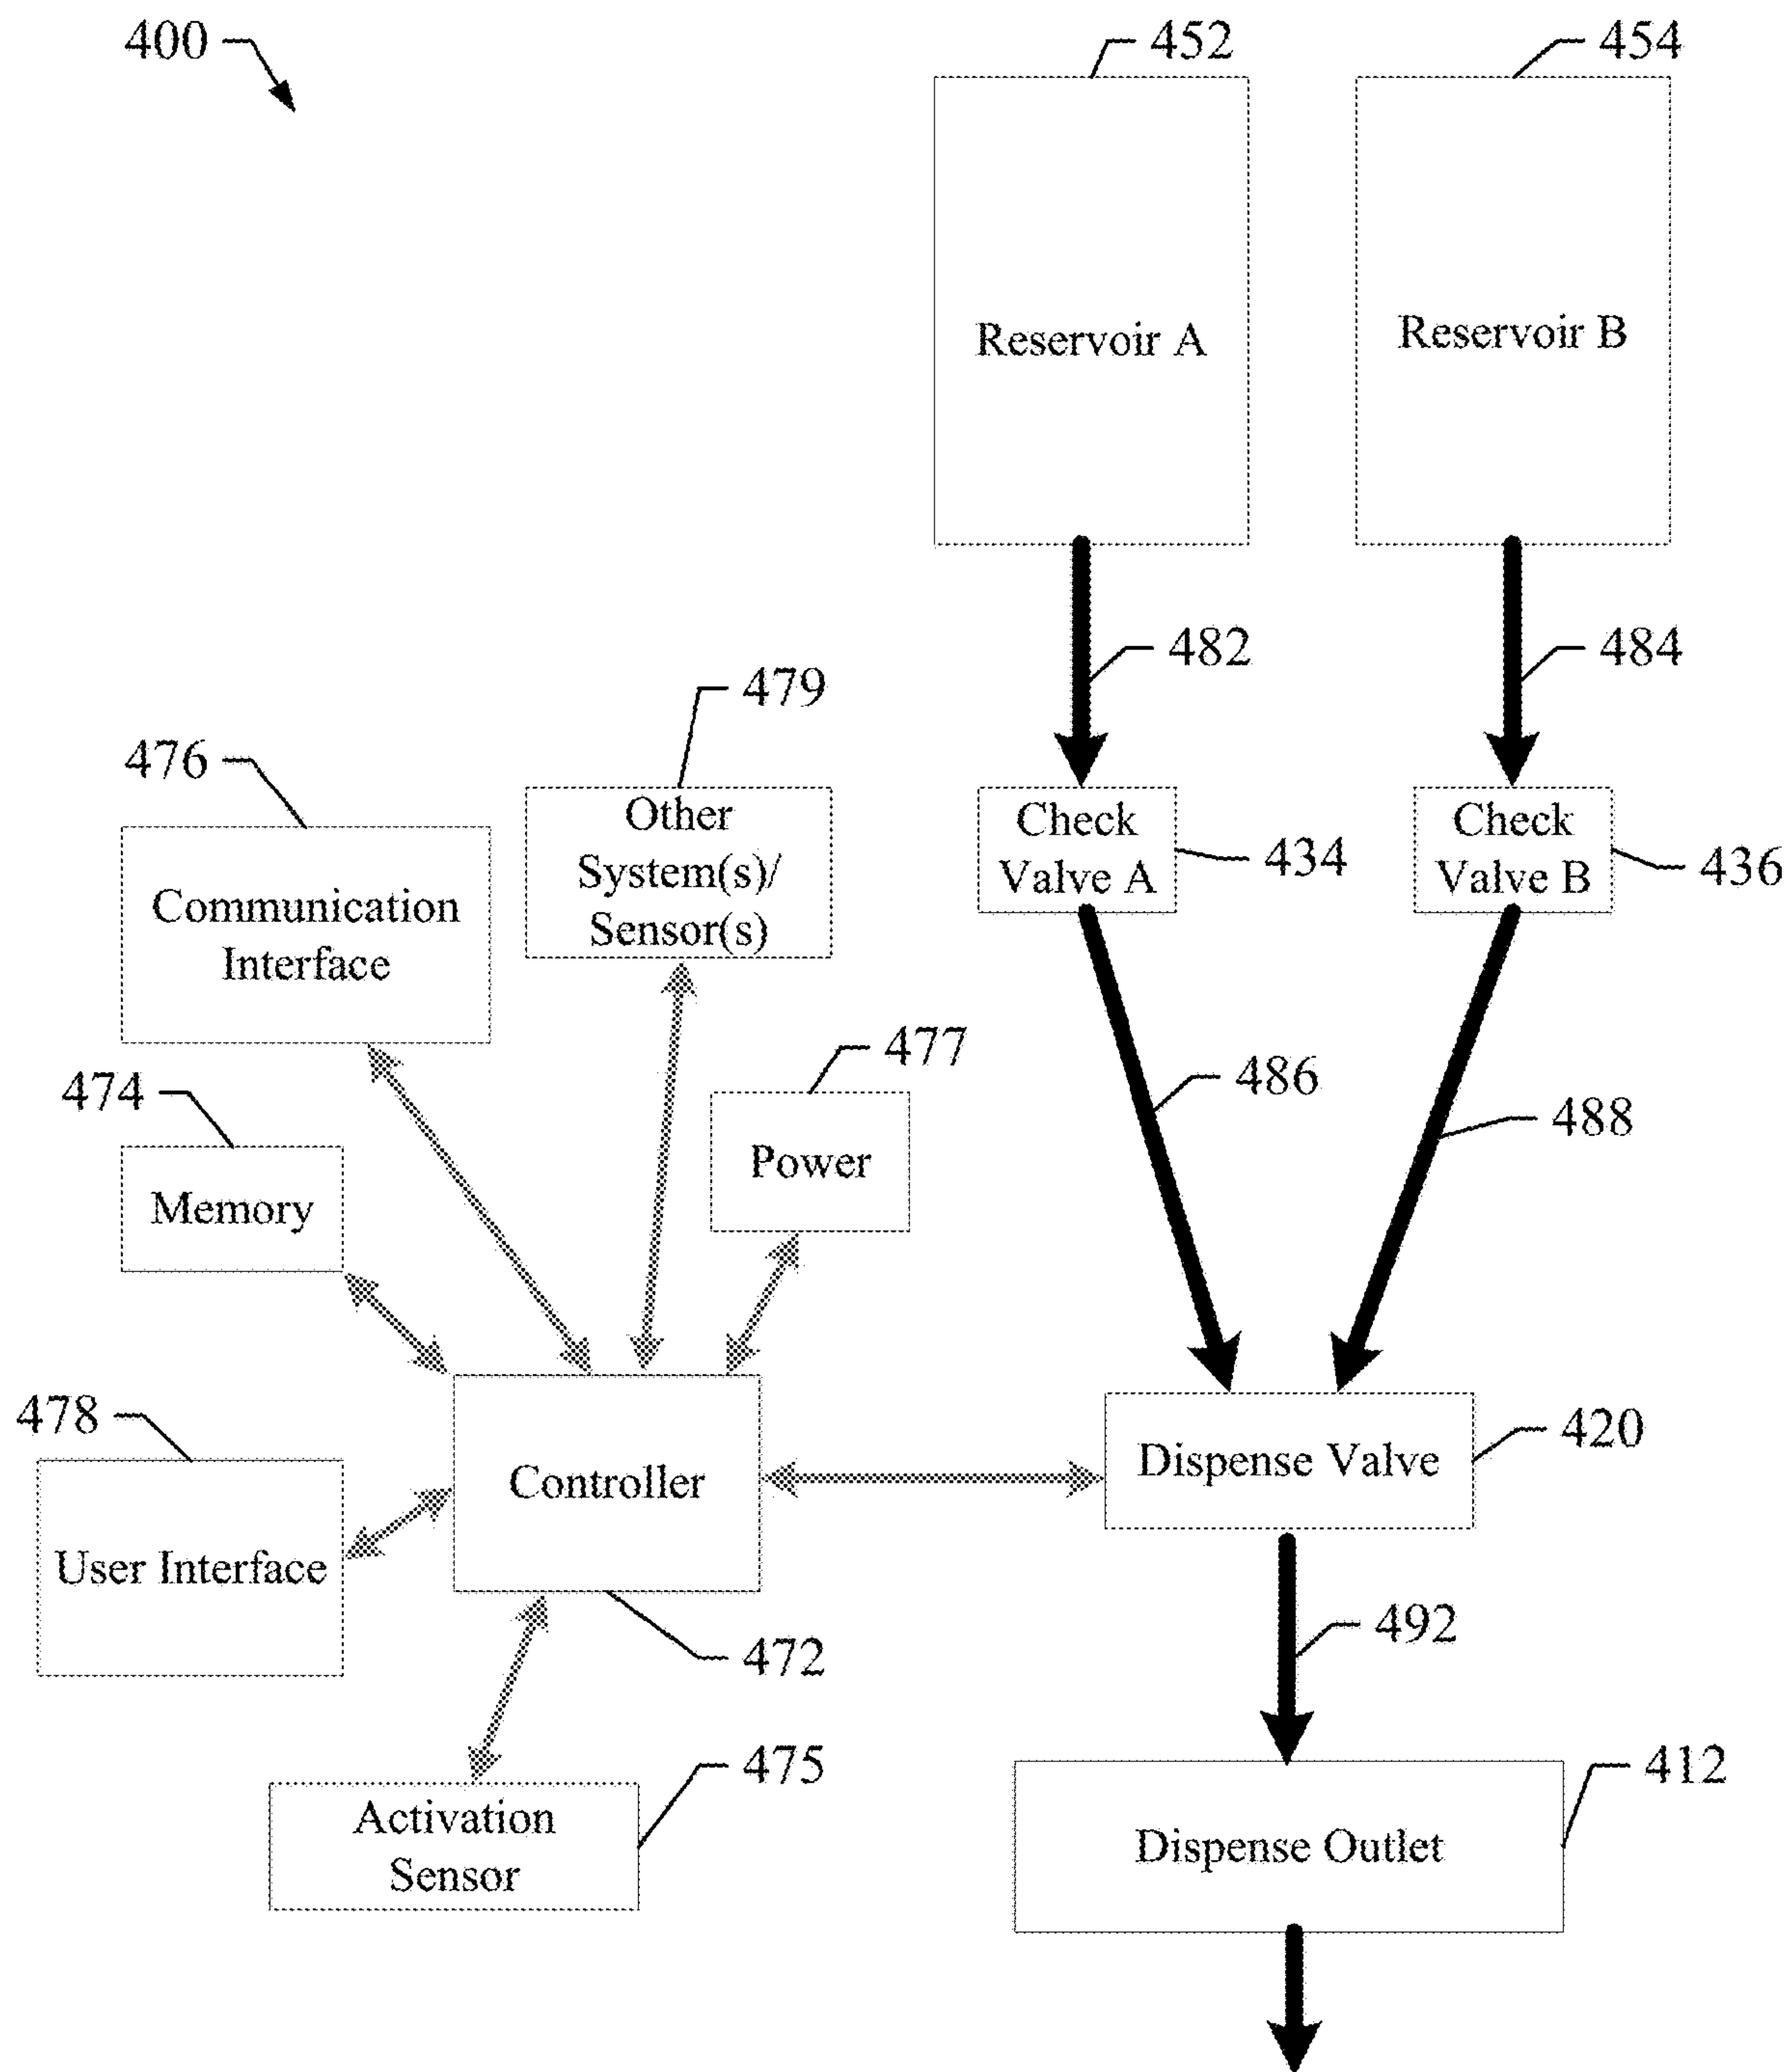 400
452
454
Reservoir A
Reservoir B
482
484
479
476
Other
System(s)/
Sensor(s)
Check
Valve A
434
Check
Valve B
436
Communication
Interface
477
486
488
474
Power
Memory
478
420
Controller
Dispense Valve
User Interface
492
472
475
412
Activation
Sensor
Dispense Outlet